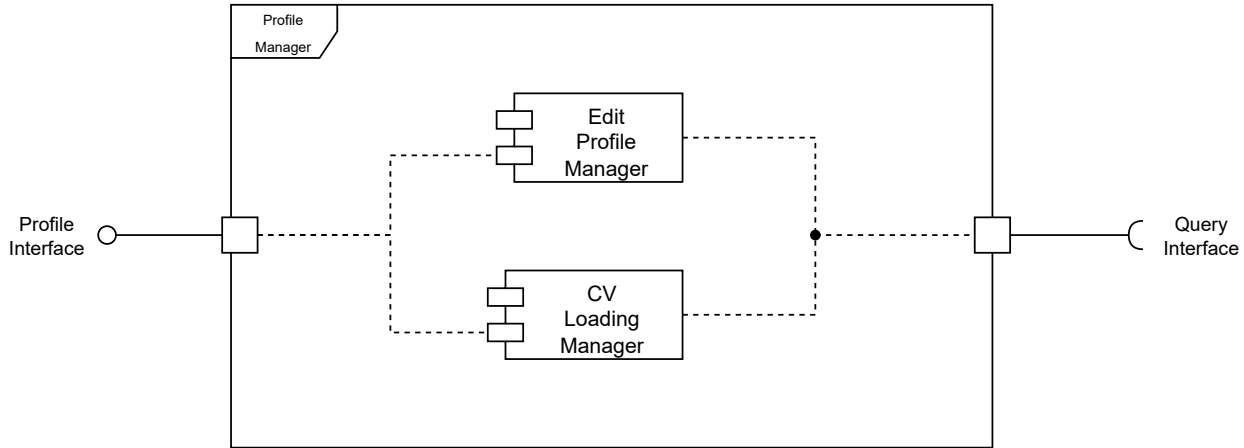 Profile
Manager
Edit
Profile
Manager
Profile
Interface
Query
Interface
CV
Loading
Manager